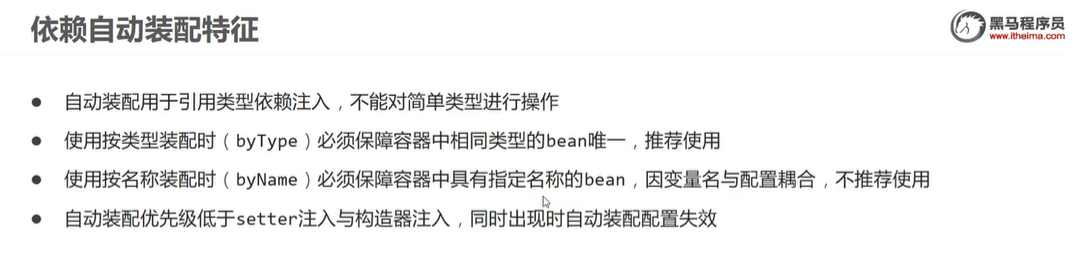 依赖自动装配特征
黑马程序员
www.itheima.com
● 自动装配用于引用类型依赖注入，不能对简单类型进行操作
● 使用按类型装配时（byType）必须保障容器中相同类型的bean唯一，推荐使用
● 使用按名称装配时（byName）必须保障容器中具有指定名称的bean，因变量名与配置耦合，不推荐使用
● 自动装配优先级低于setter注入与构造器注入，同时出现时自动装配配置失效